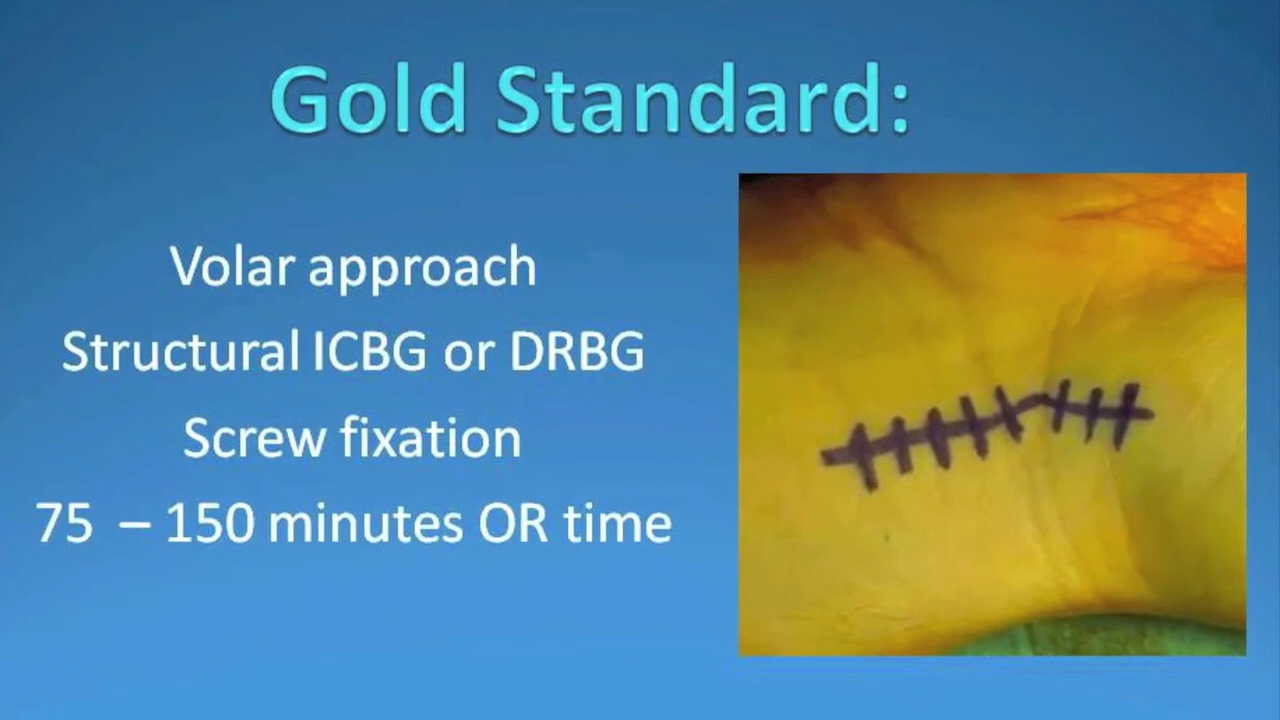 Gold Standard:
Volar approach
Structural ICBG or DRBG
Screw fixation
75 – 150 minutes OR time